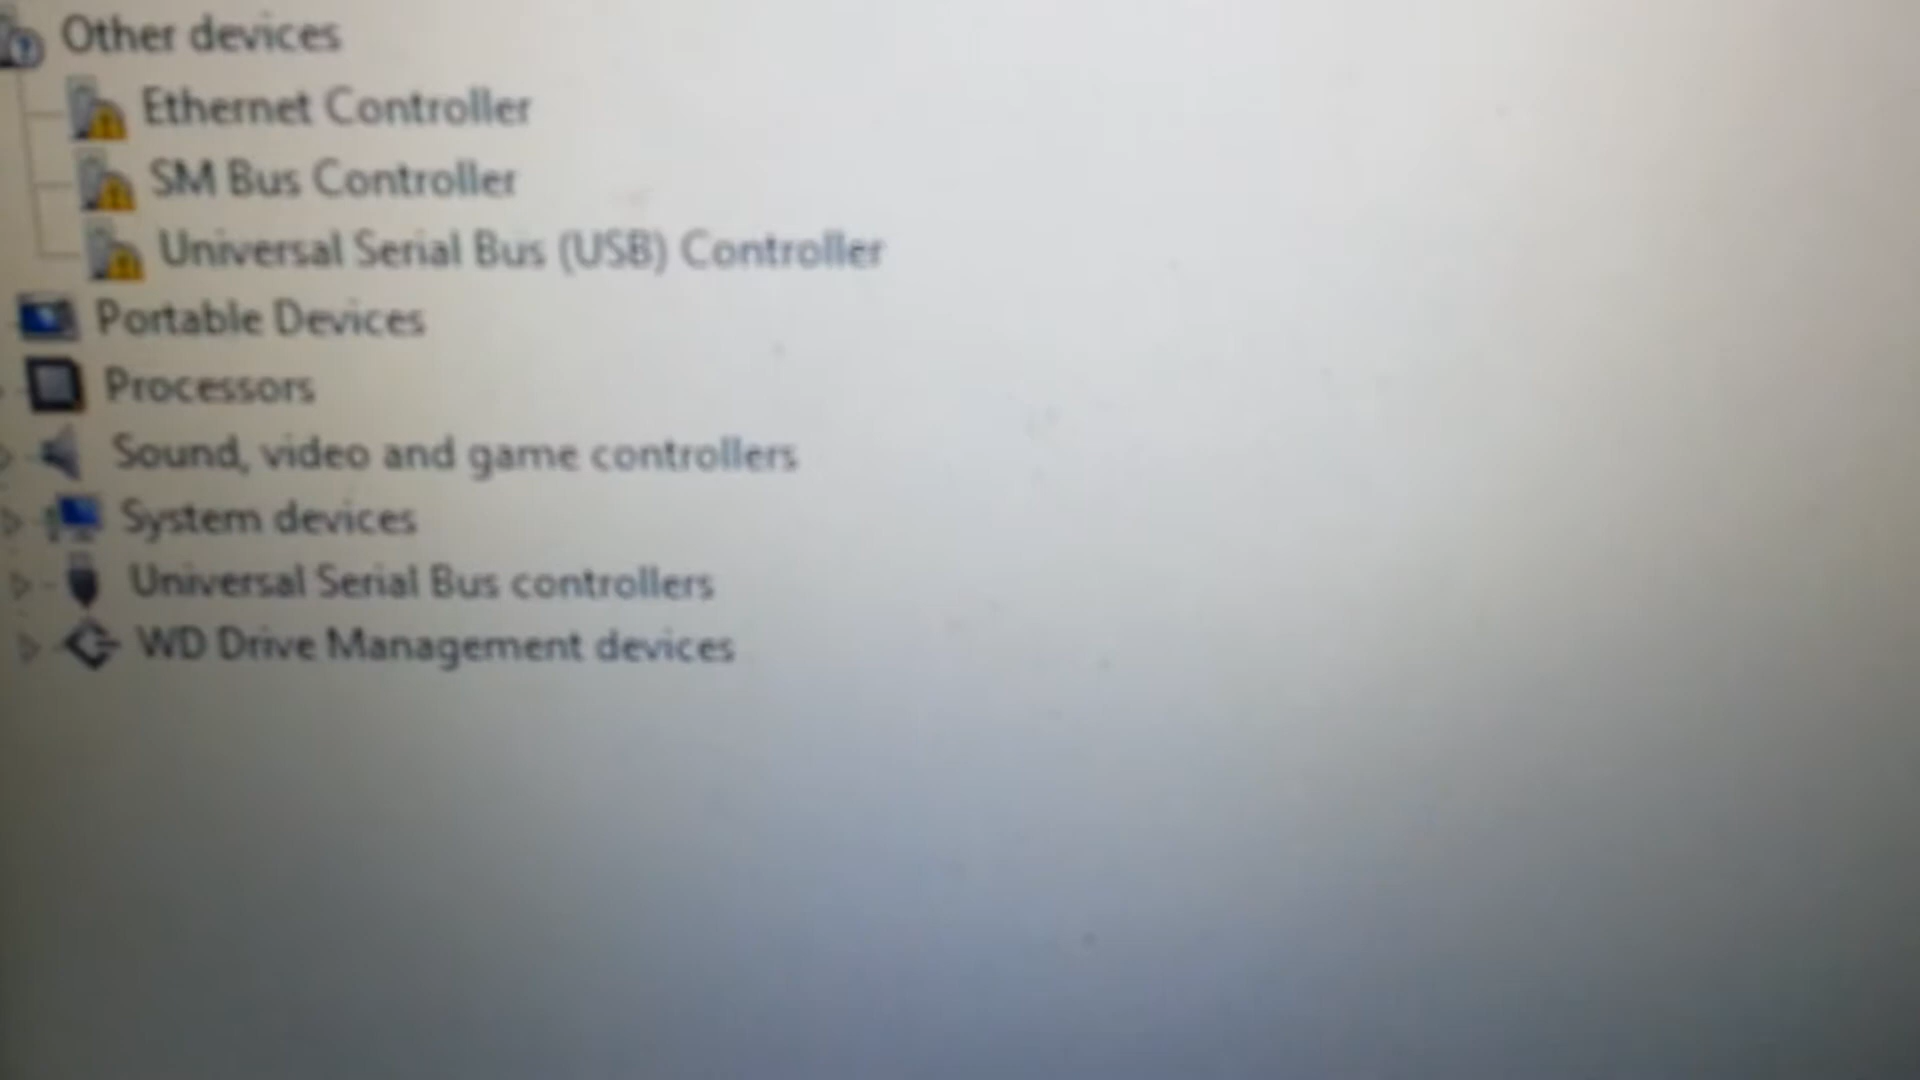 Other devices
Ethernet Controller
SM Bus Controller
Universal Serial Bus (USB) Controller
Portable Devices
Processors
Sound, video and game controllers
System devices
Universal Serial Bus controllers
WD Drive Management devices